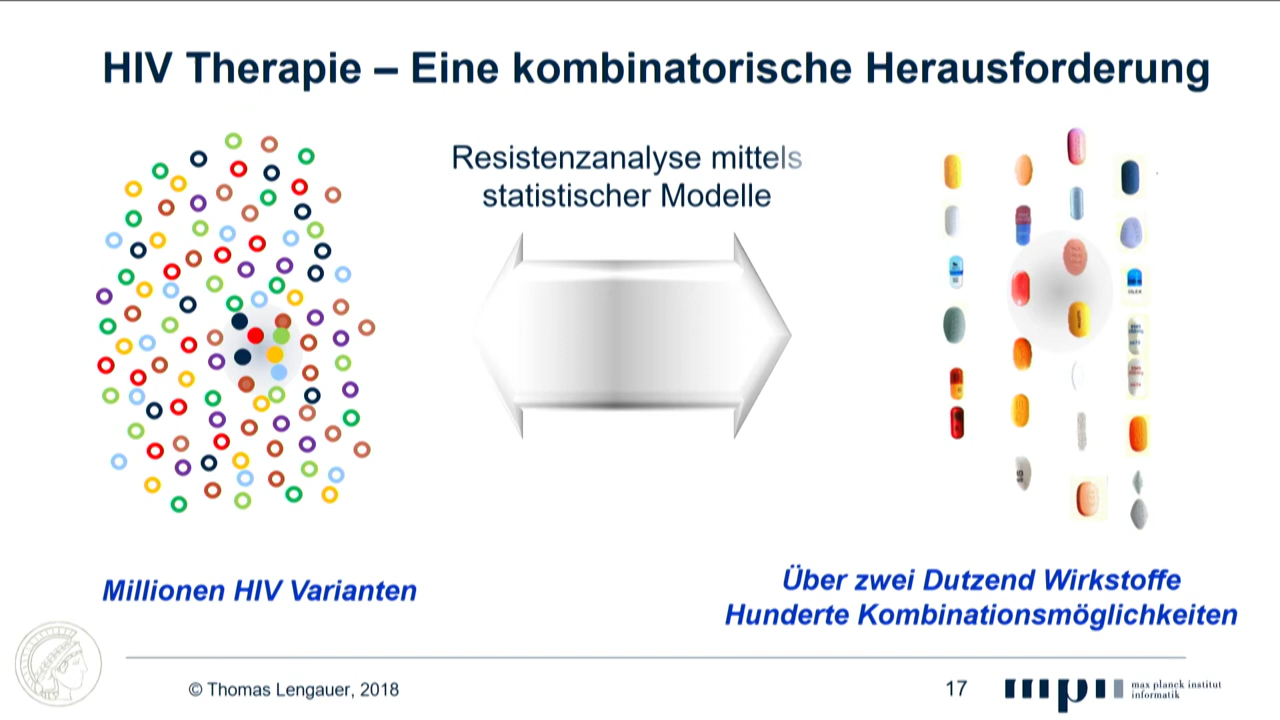 HIV Therapie – Eine kombinatorische Herausforderung
Resistenzanalyse mittels
statistischer Modelle
Millionen HIV Varianten
Über zwei Dutzend Wirkstoffe
Hunderte Kombinationsmöglichkeiten
© Thomas Lengauer, 2018
17
mpi
max planck institut
informatik